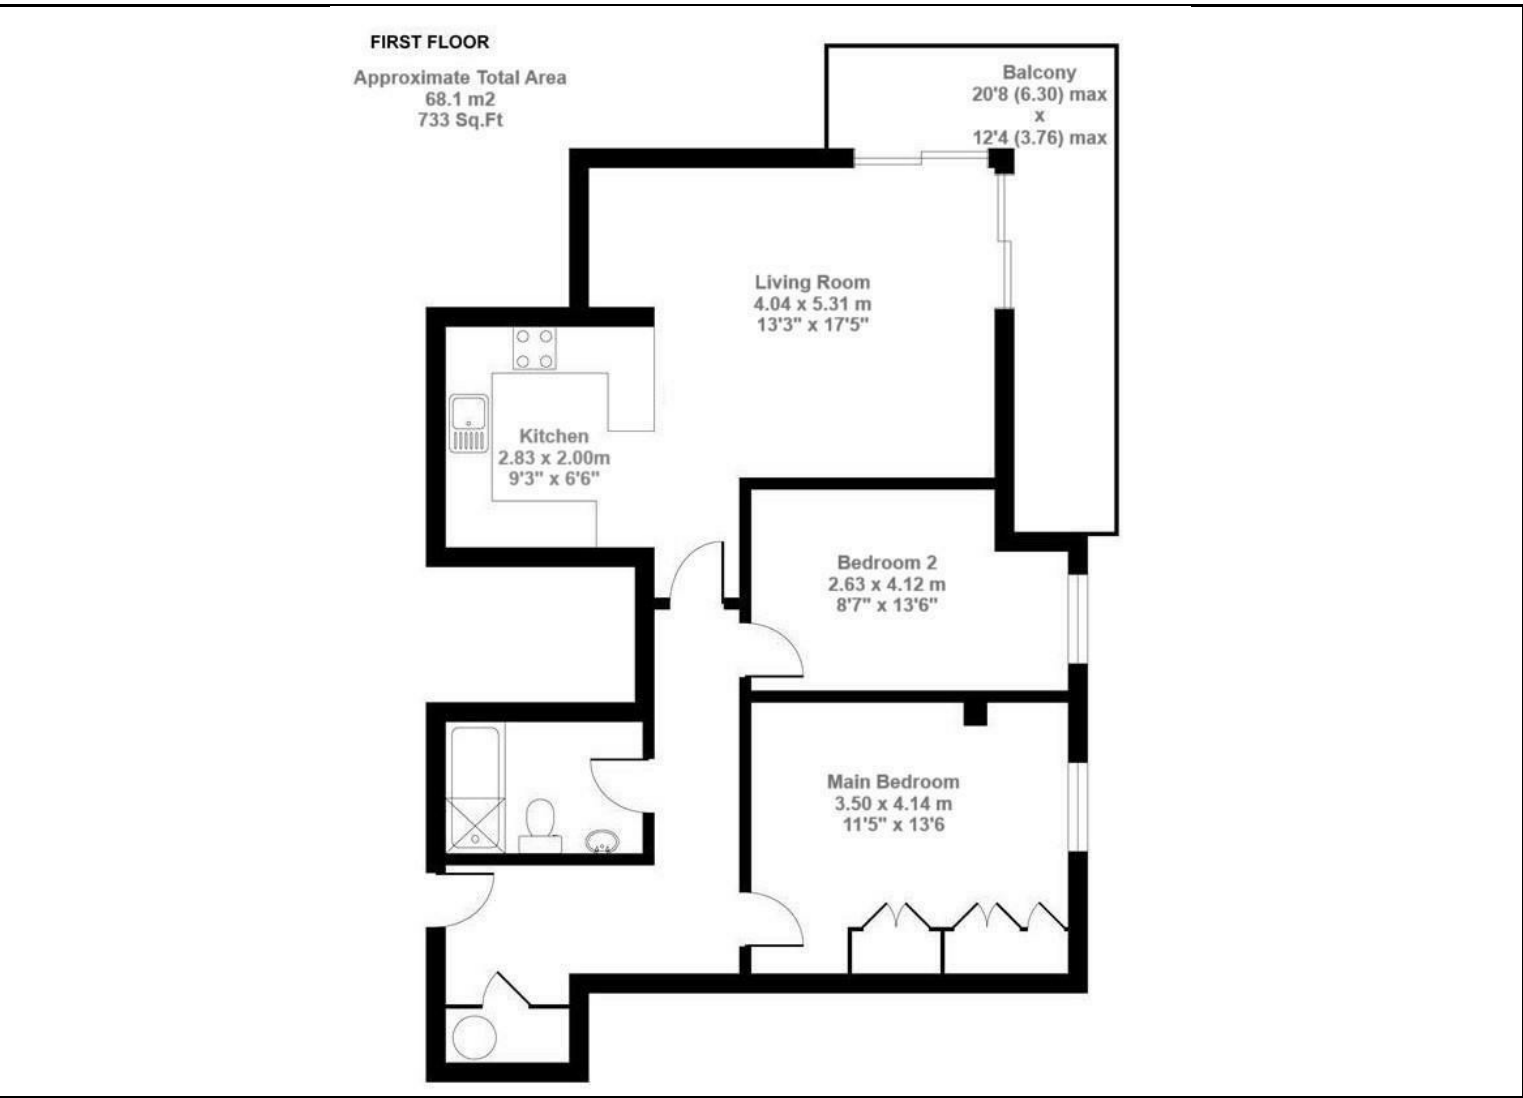 FIRST FLOOR
Approximate Total Area
68.1 m2
733 Sq.Ft
Balcony
20'8 (6.30) max
x
12'4 (3.76) max
Living Room
4.04 x 5.31 m
13'3" x 17'5"
Kitchen
2.83 x 2.00m
9'3" x 6'6"
Bedroom 2
2.63 x 4.12 m
8'7" x 13'6"
Main Bedroom
3.50 x 4.14 m
11'5" x 13'6